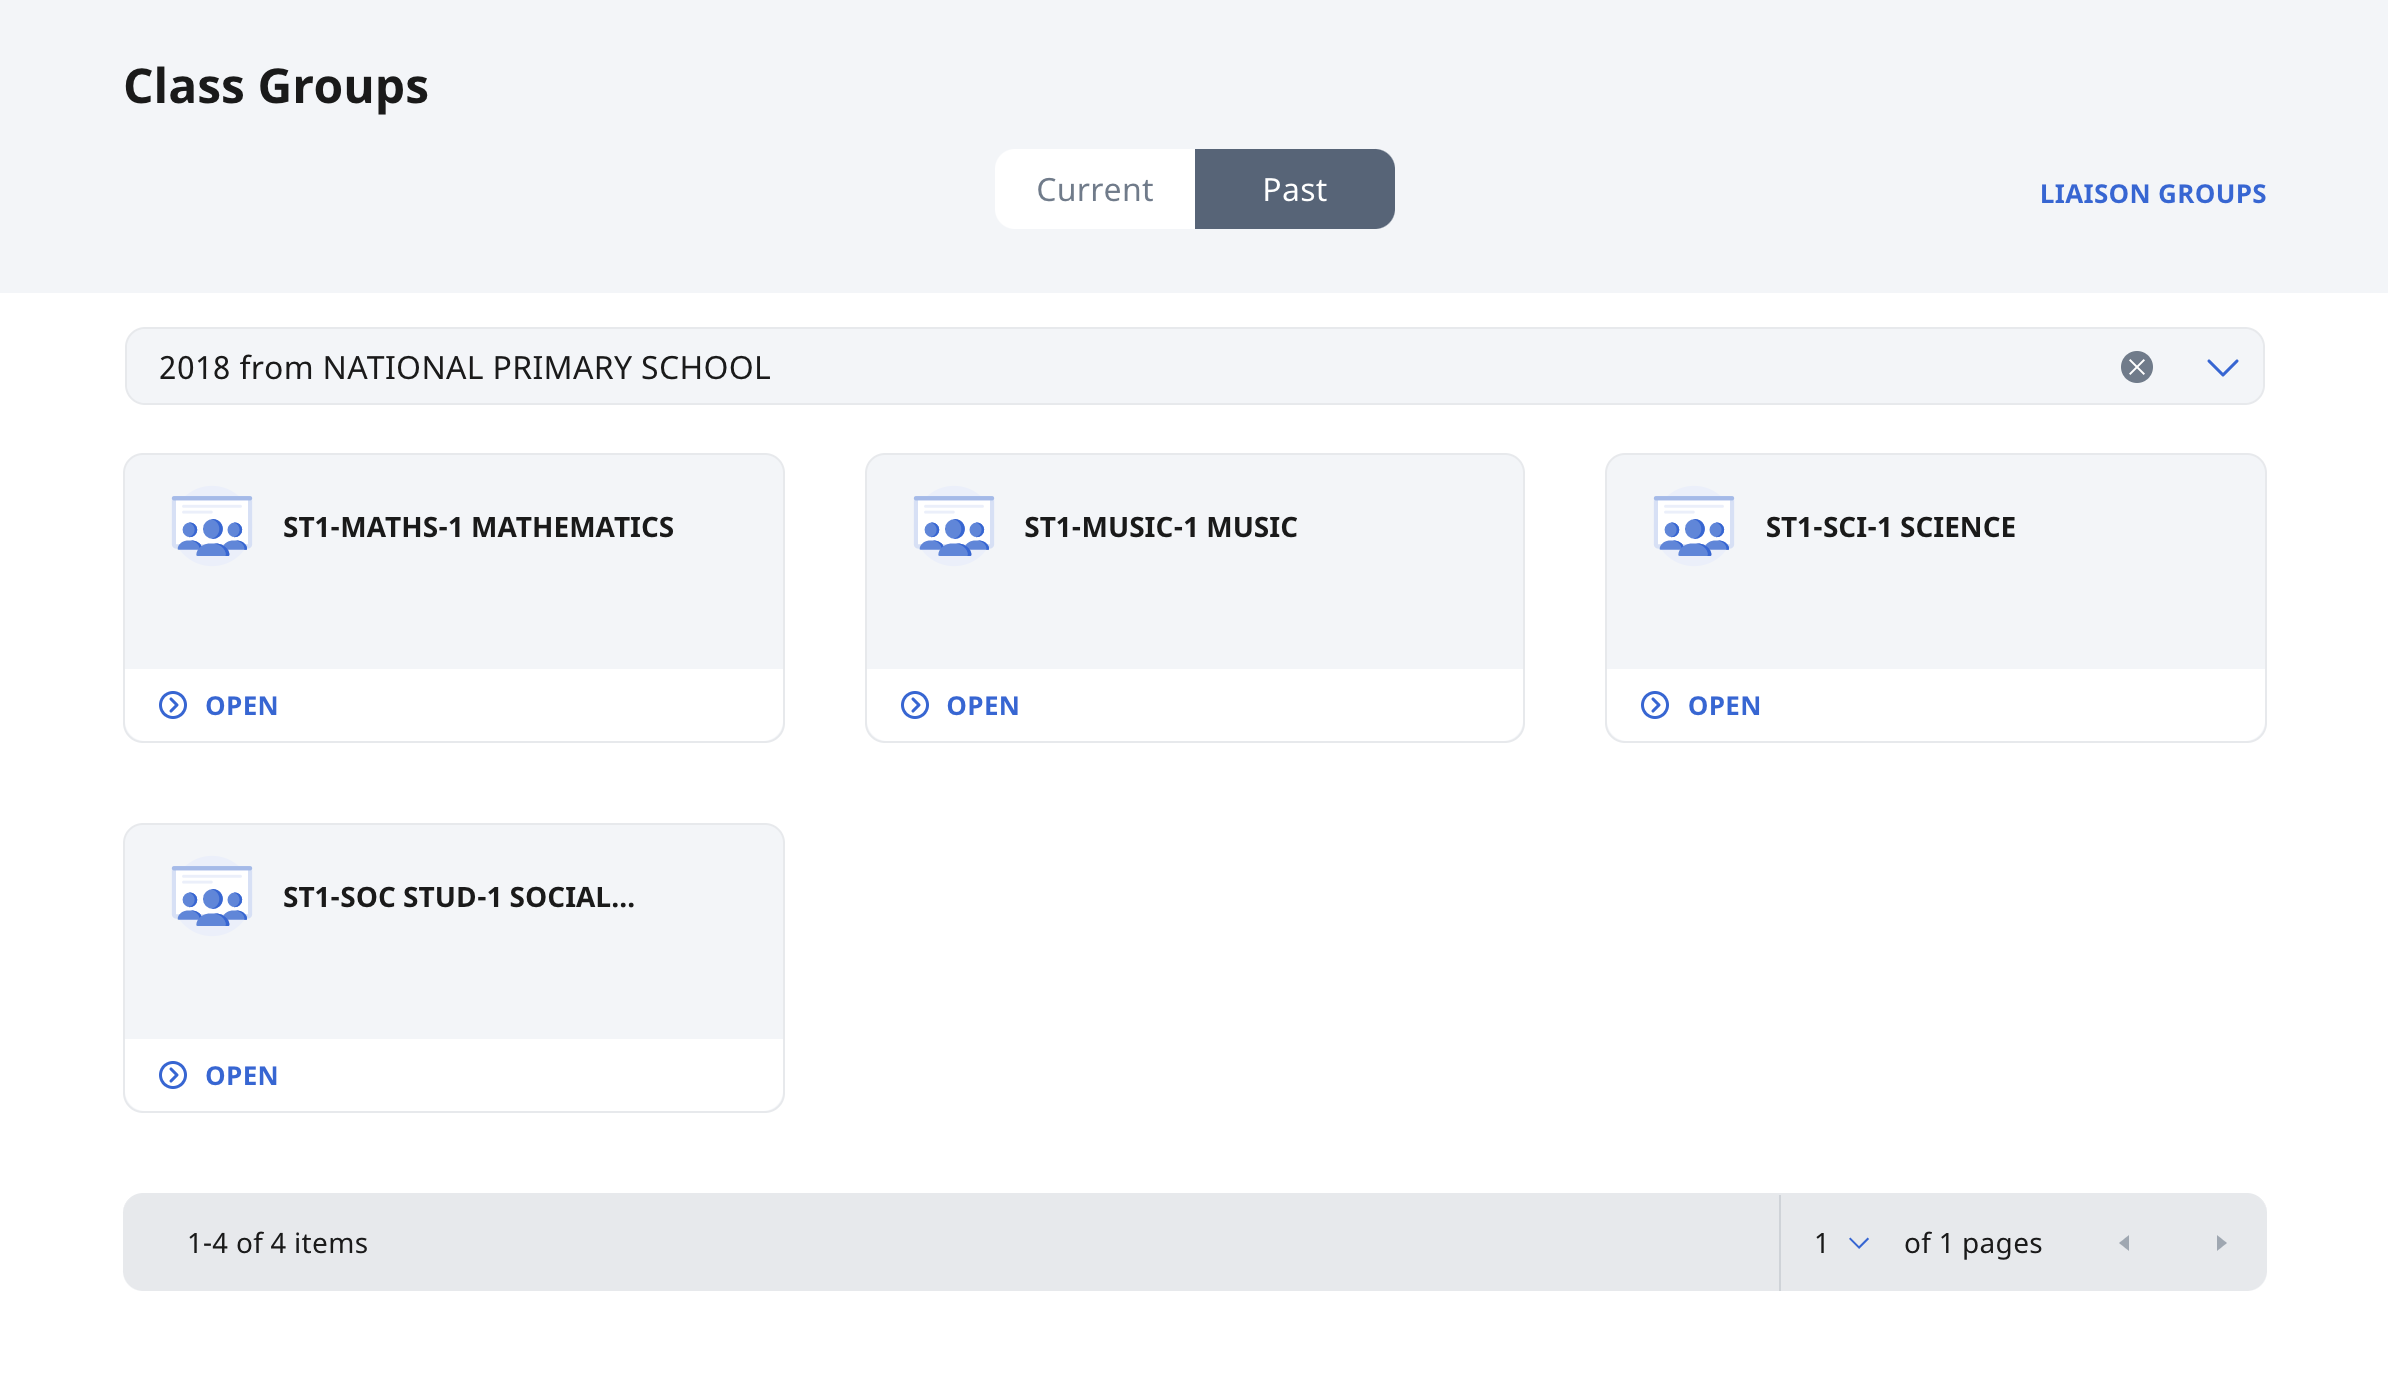 Class Groups
Current
Past
LIAISON GROUPS
2018 from NATIONAL PRIMARY SCHOOL
ST1-MATHS-1 MATHEMATICS
ST1-MUSIC-1 MUSIC
ST1-SCI-1 SCIENCE
OPEN
OPEN
OPEN
ST1-SOC STUD-1 SOCIAL...
OPEN
1-4 of 4 items
1
of 1 pages